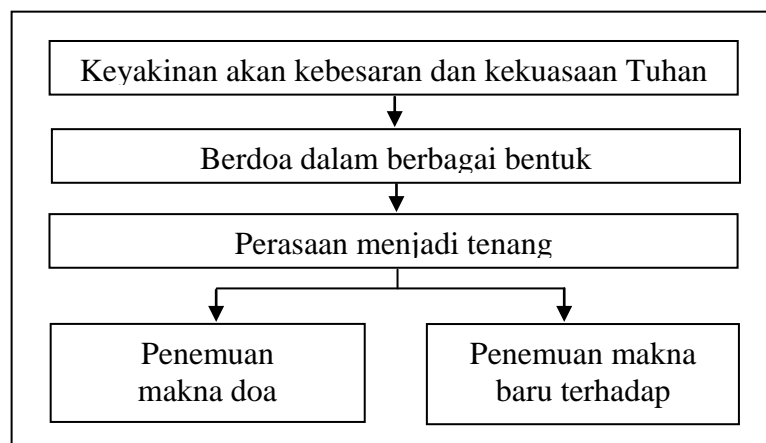 Keyakinan akan kebesaran dan kekuasaan Tuhan
Berdoa dalam berbagai bentuk
Perasaan menjadi tenang
Penemuan
makna doa
Penemuan makna
baru terhadap